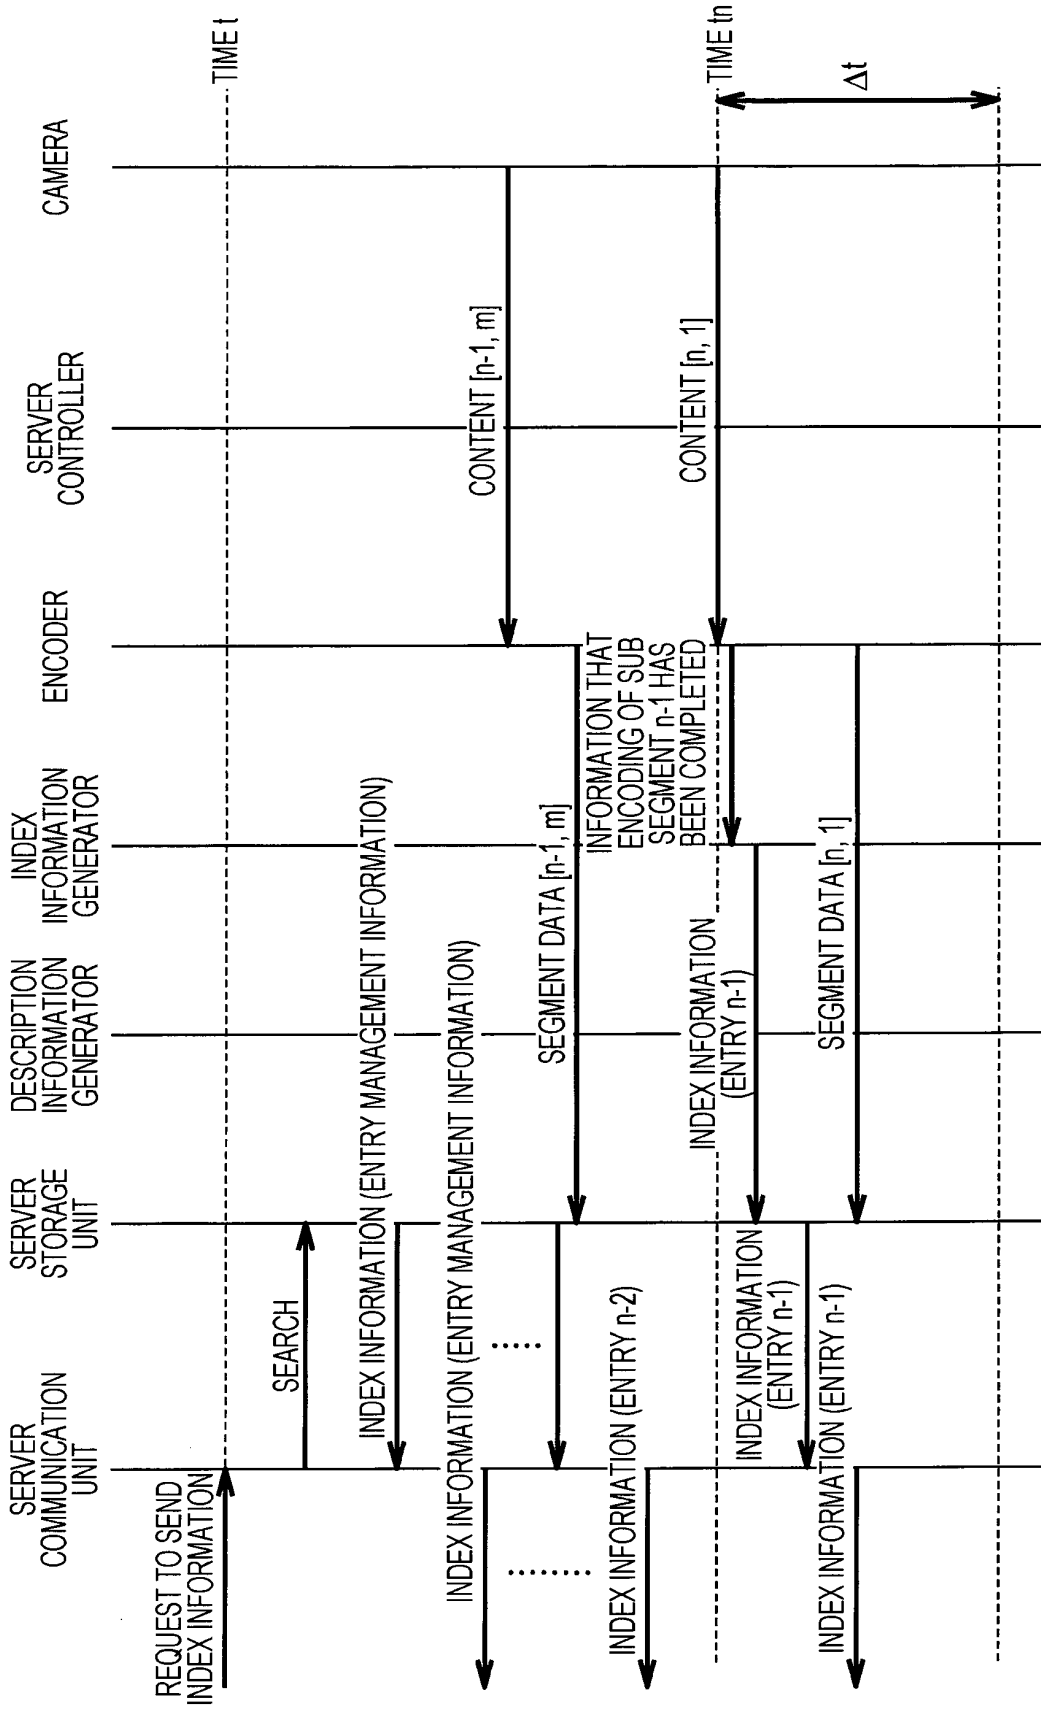 SERVER
COMMUNICATION
UNIT
SERVER
STORAGE
UNIT
DESCRIPTION
INFORMATION
GENERATOR
INDEX
INFORMATION
GENERATOR
ENCODER
SERVER
CONTROLLER
CAMERA
REQUEST TO SEND
INDEX INFORMATION
TIME t
SEARCH
INDEX INFORMATION (ENTRY MANAGEMENT INFORMATION)
INDEX INFORMATION (ENTRY MANAGEMENT INFORMATION)
CONTENT [n-1, m]
SEGMENT DATA [n-1, m]
INDEX INFORMATION (ENTRY n-2)
INFORMATION THAT
ENCODING OF SUB
SEGMENT n-1 HAS
BEEN COMPLETED
CONTENT [n, 1]
TIME tn
INDEX INFORMATION
(ENTRY n-1)
INDEX INFORMATION
(ENTRY n-1)
SEGMENT DATA [n, 1]
INDEX INFORMATION (ENTRY n-1)
Δt